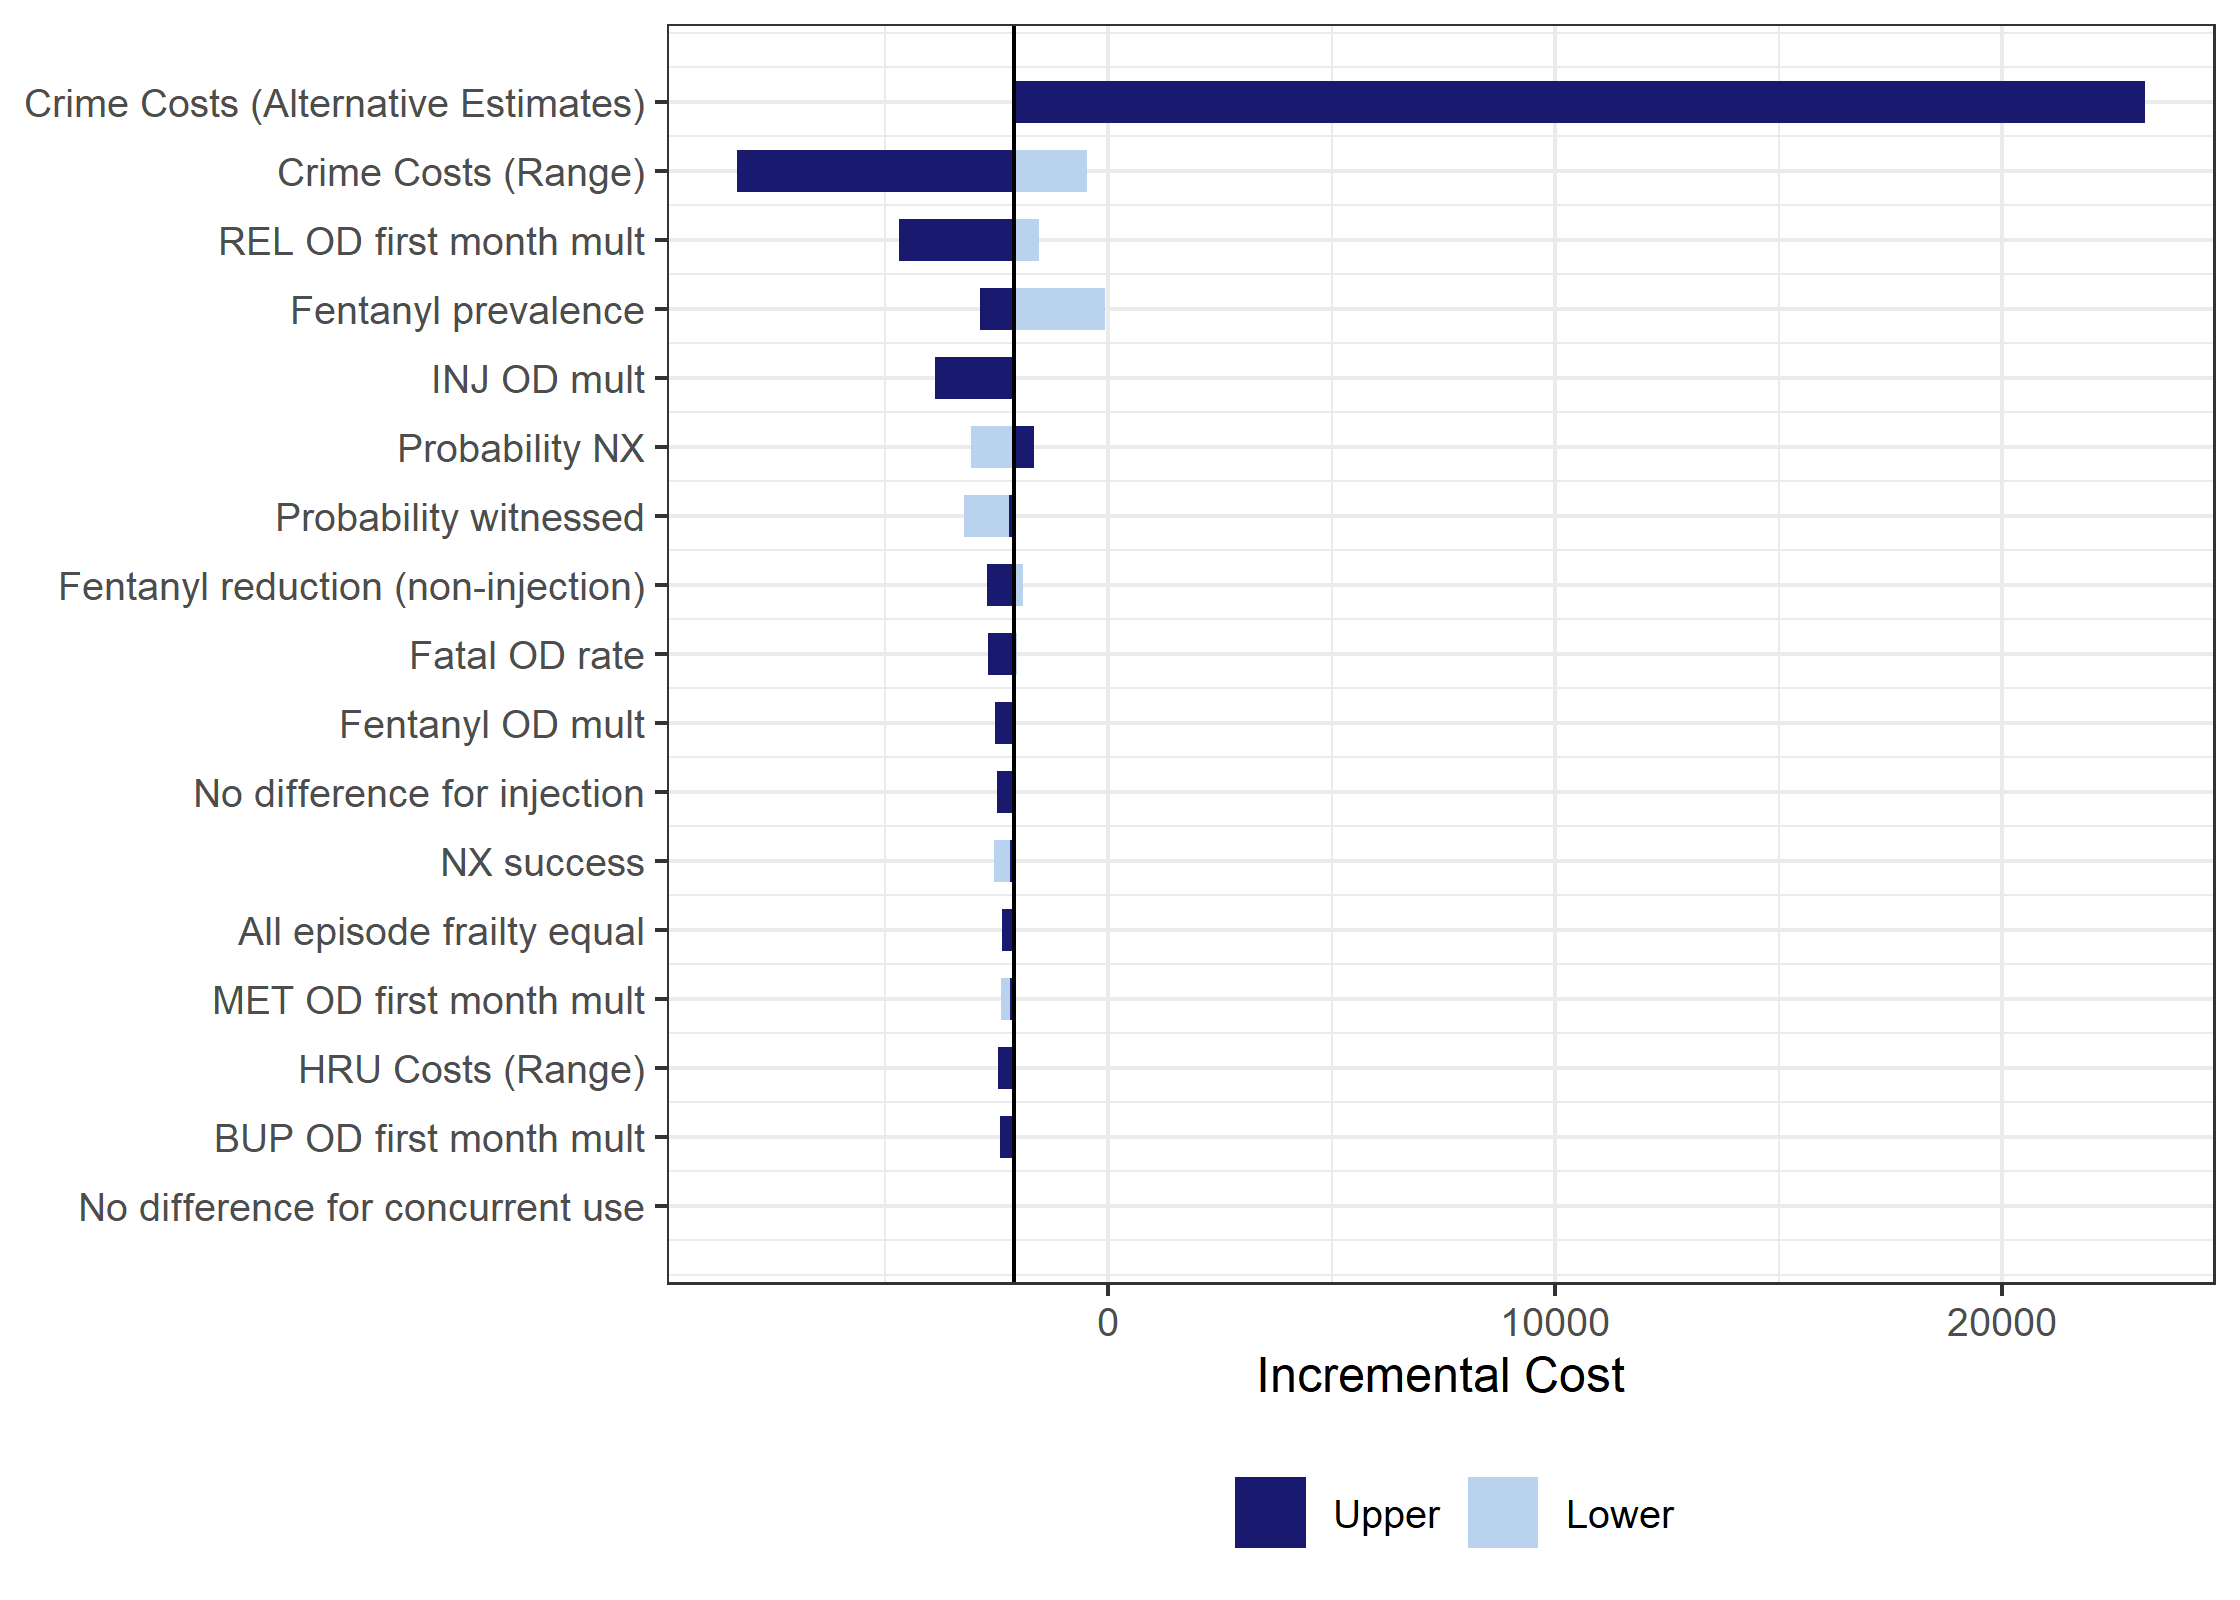 Crime Costs (Alternative Estimates)
Crime Costs (Range)
REL OD first month mult
Fentanyl prevalence
INJ OD mult
Probability NX
Probability witnessed
Fentanyl reduction (non-injection)
Fatal OD rate
Fentanyl OD mult
No difference for injection
NX success
All episode frailty equal
MET OD first month mult
HRU Costs (Range)
BUP OD first month mult
No difference for concurrent use
0 10000 20000
Incremental Cost
Upper Lower